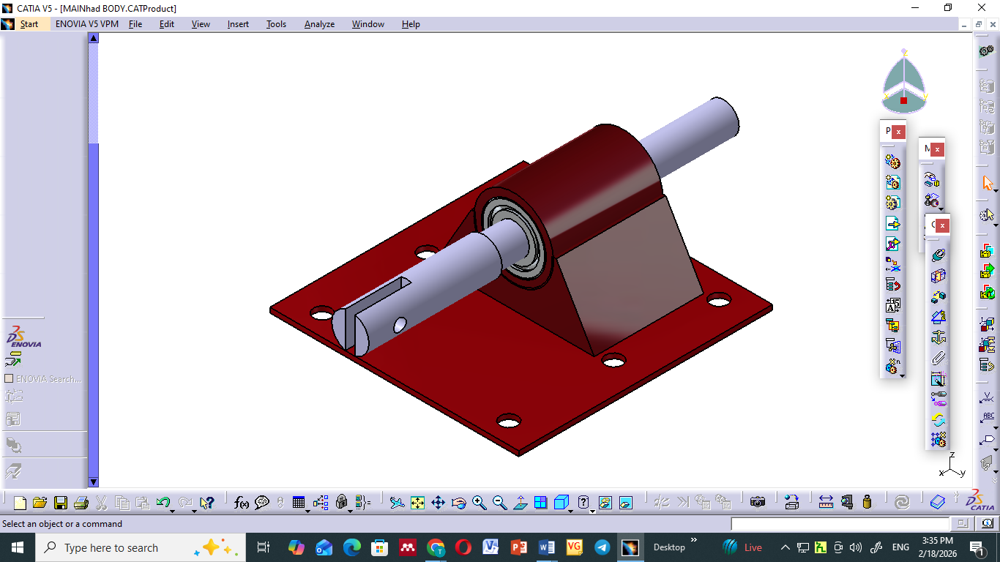 CATIA V5 - [MAINhad BODY.CATProduct]
Start ENOVIA V5 VPM File Edit View Insert Tools Analyze Window Help
z
x y
P x
M x
C x
ENOVIA
ENOVIA Search...
ABC
z
x y
f(x)
CATIA
Select an object or a command
Type here to search
Desktop
Live
ENG
3:35 PM
2/18/2026
1